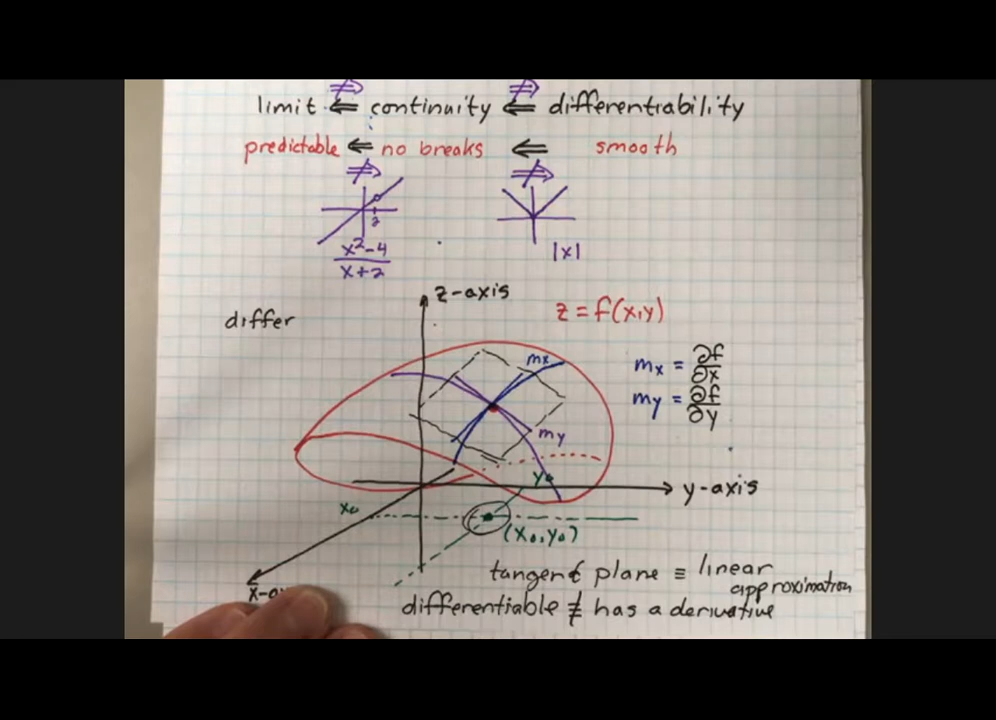 ⇏ ⇏
limit ⇐ continuity ⇐ differentiability
predictable ⇐ no breaks ⇐ smooth
⇏ ⇏
2
x²-4
x+2
|x|
z-axis
z = f(x,y)
differ
mx
mx = ∂f/∂x
my = ∂f/∂y
my
y₀
y-axis
x₀
(x₀,y₀)
tangent plane ≡ linear
approximation
differentiable ≢ has a derivative